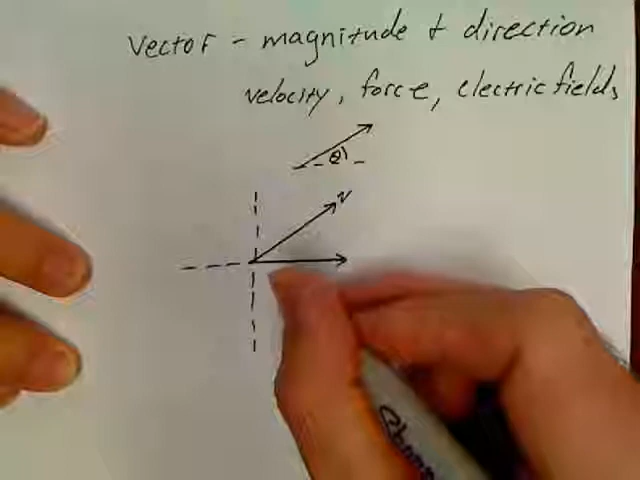 vector - magnitude & direction
velocity, force, electric fields
θ
v